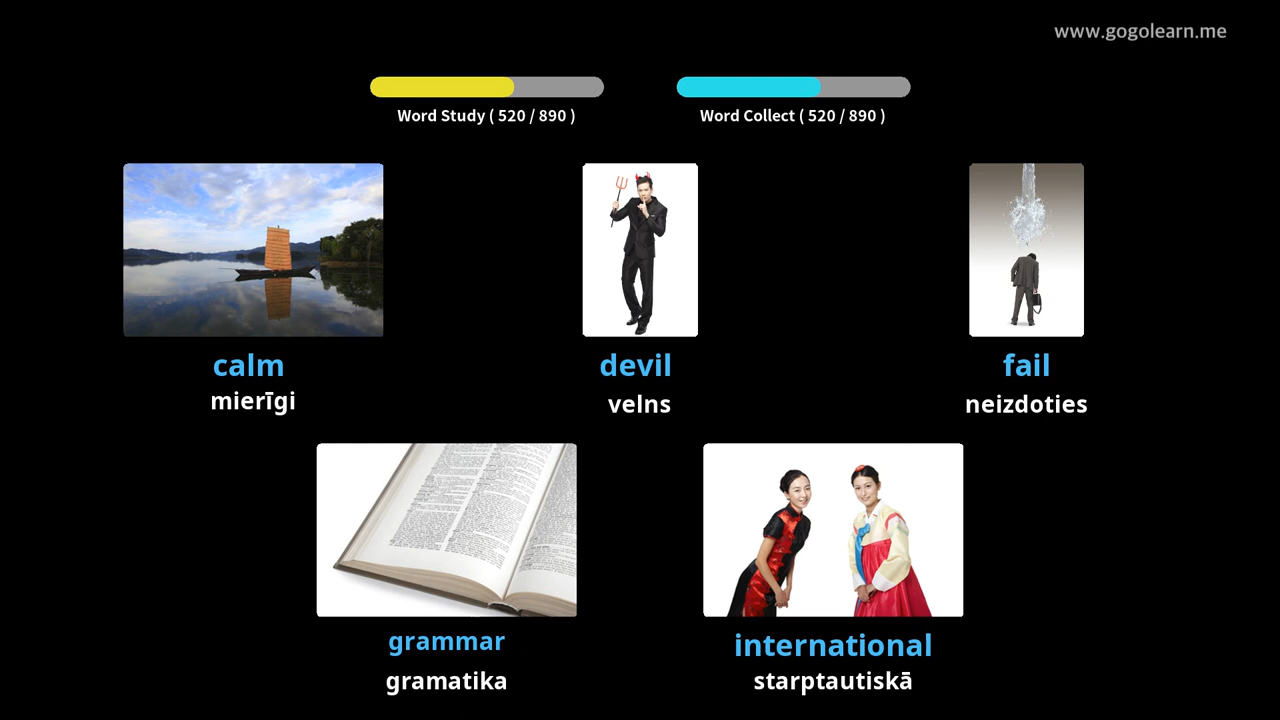 www.gogolearn.me
Word Study ( 520 / 890 )
Word Collect ( 520 / 890 )
calm
mierīgi
devil
velns
fail
neizdoties
grammar
gramatika
international
starptautiskā